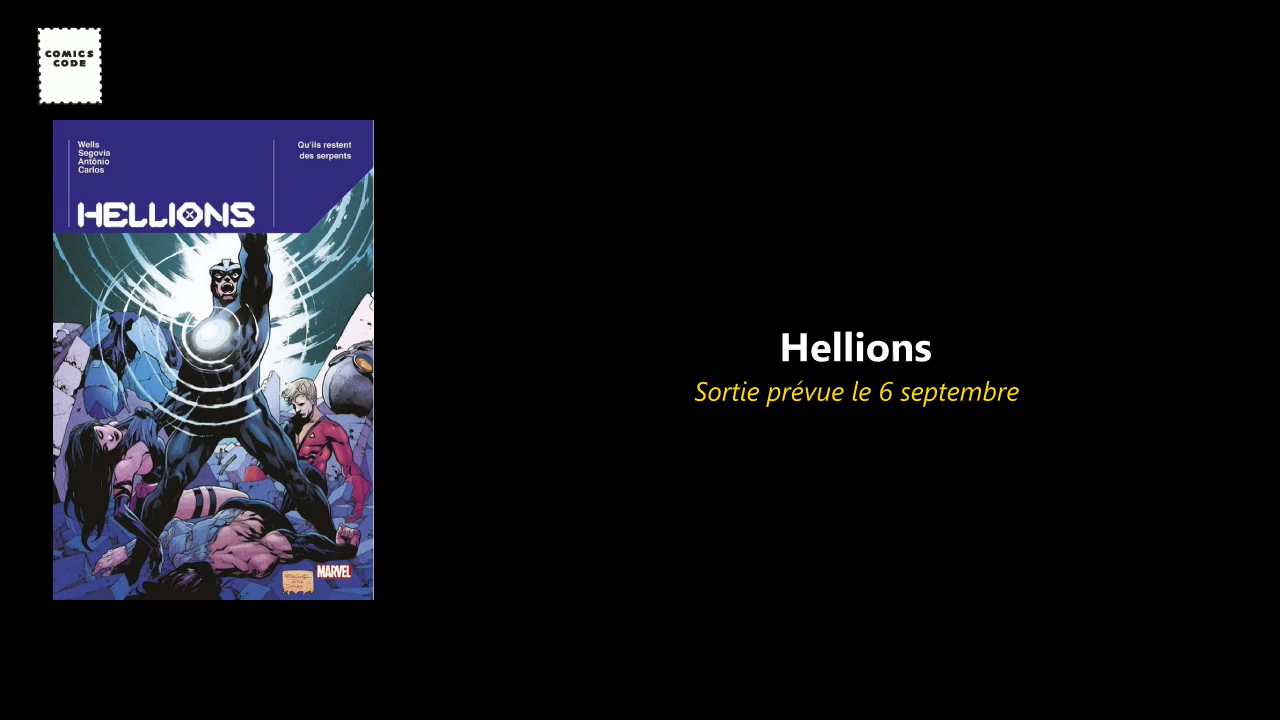 COMICS
CODE
Wells
Segovia
Antônio
Carlos
Qu'ils restent
des serpents
HELLIONS
MARVEL
Hellions
Sortie prévue le 6 septembre